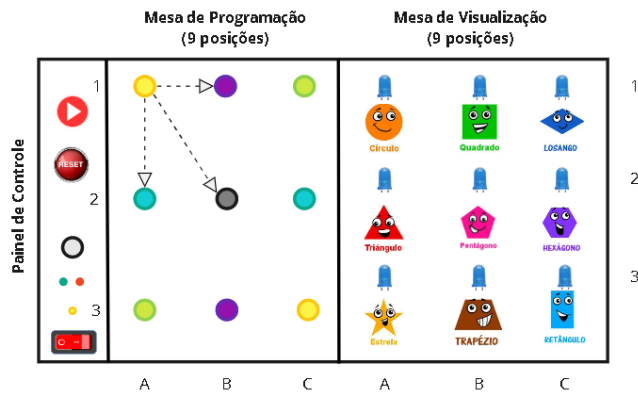 Mesa de Programação
(9 posições)
Mesa de Visualização
(9 posições)
Painel de Controle
1
1
Círculo
Quadrado
LOSANGO
RESET
2
2
Triângulo
Pentágono
HEXÁGONO
3
3
Estrela
TRAPÉZIO
RETÂNGULO
A
B
C
A
B
C